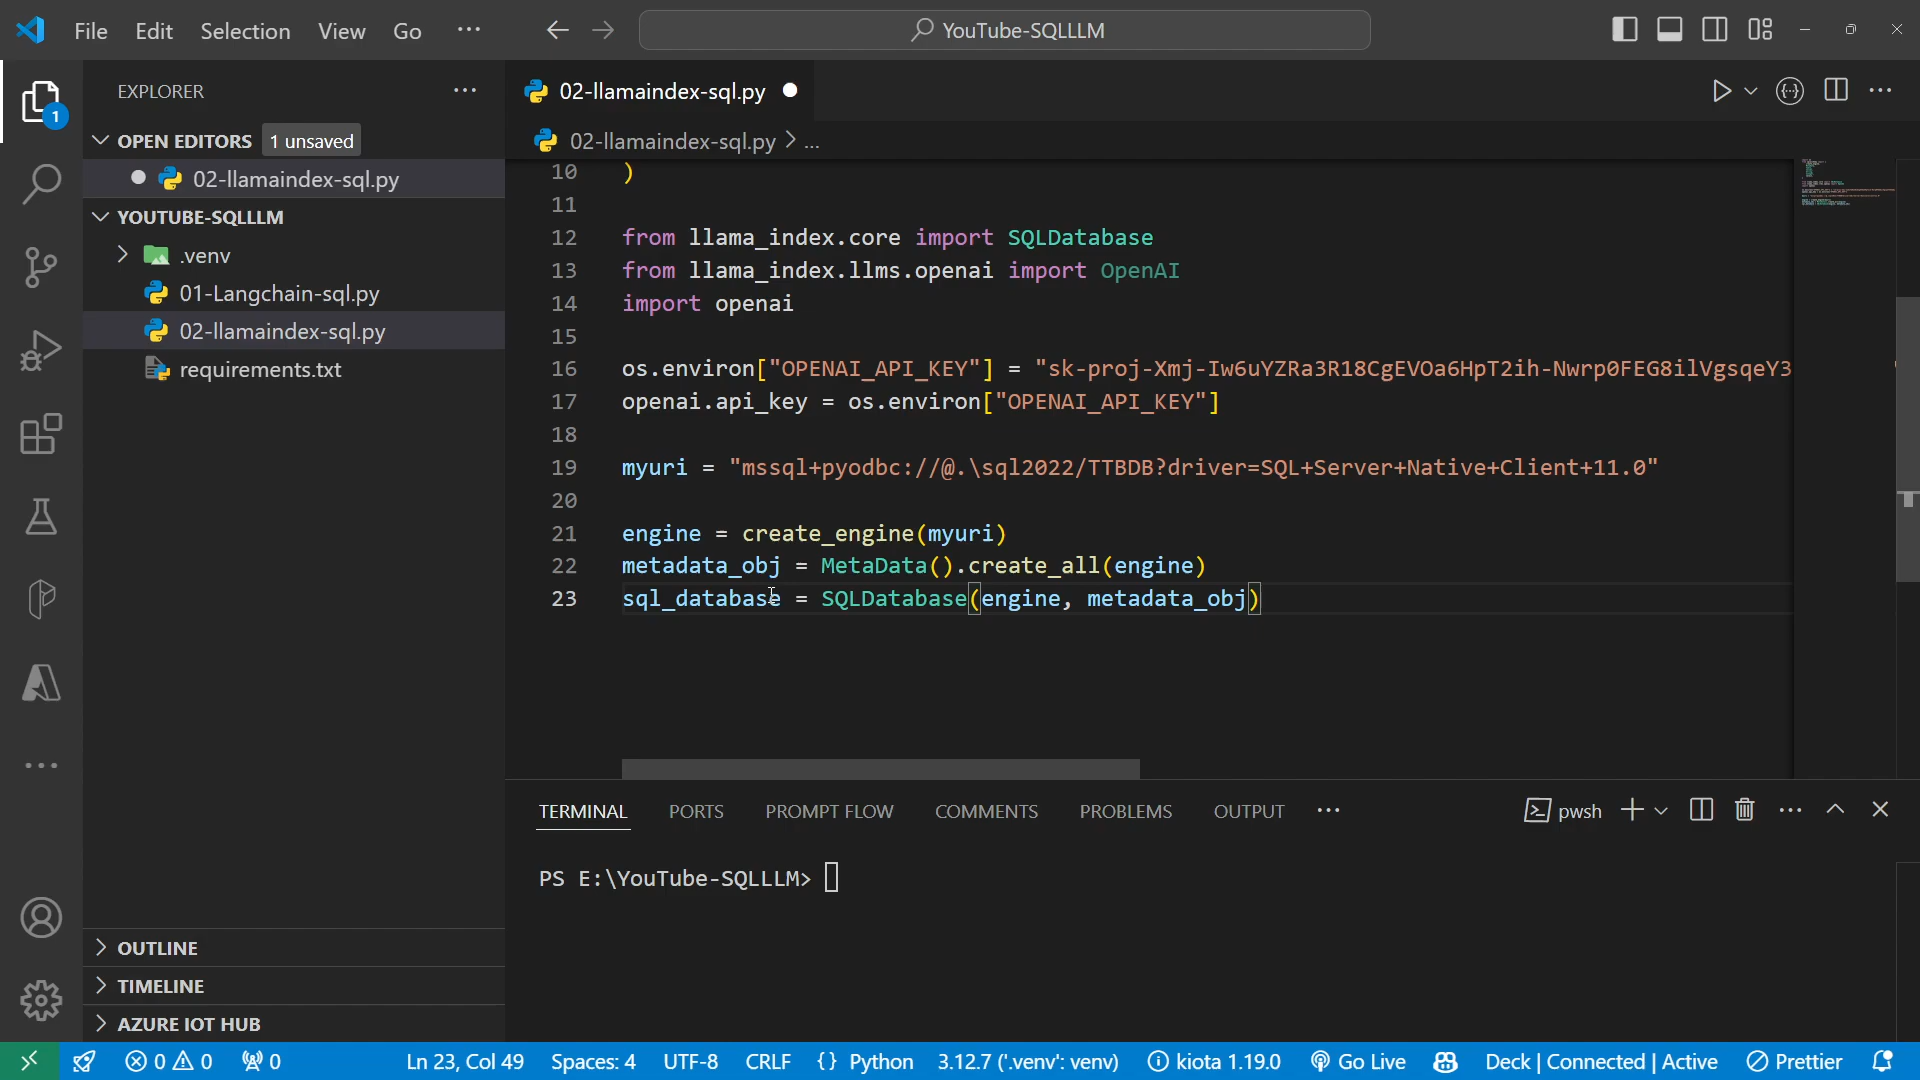 File Edit Selection View Go ... YouTube-SQLLLM
EXPLORER ...
OPEN EDITORS 1 unsaved
02-llamaindex-sql.py
YOUTUBE-SQLLLM
.venv
01-Langchain-sql.py
02-llamaindex-sql.py
requirements.txt
OUTLINE
TIMELINE
AZURE IOT HUB
1
02-llamaindex-sql.py
02-llamaindex-sql.py > ...
10 )
11
12 from llama_index.core import SQLDatabase
13 from llama_index.llms.openai import OpenAI
14 import openai
15
16 os.environ["OPENAI_API_KEY"] = "sk-proj-Xmj-Iw6uYZRa3R18CgEVOa6HpT2ih-Nwrp0FEG8ilVgsqeY3
17 openai.api_key = os.environ["OPENAI_API_KEY"]
18
19 myuri = "mssql+pyodbc://@.\sql2022/TTBDB?driver=SQL+Server+Native+Client+11.0"
20
21 engine = create_engine(myuri)
22 metadata_obj = MetaData().create_all(engine)
23 sql_database = SQLDatabase(engine, metadata_obj)
TERMINAL PORTS PROMPT FLOW COMMENTS PROBLEMS OUTPUT ... pwsh
PS E:\YouTube-SQLLLM>
0 0 0 Ln 23, Col 49 Spaces: 4 UTF-8 CRLF {} Python 3.12.7 ('.venv': venv) kiota 1.19.0 Go Live Deck | Connected | Active Prettier